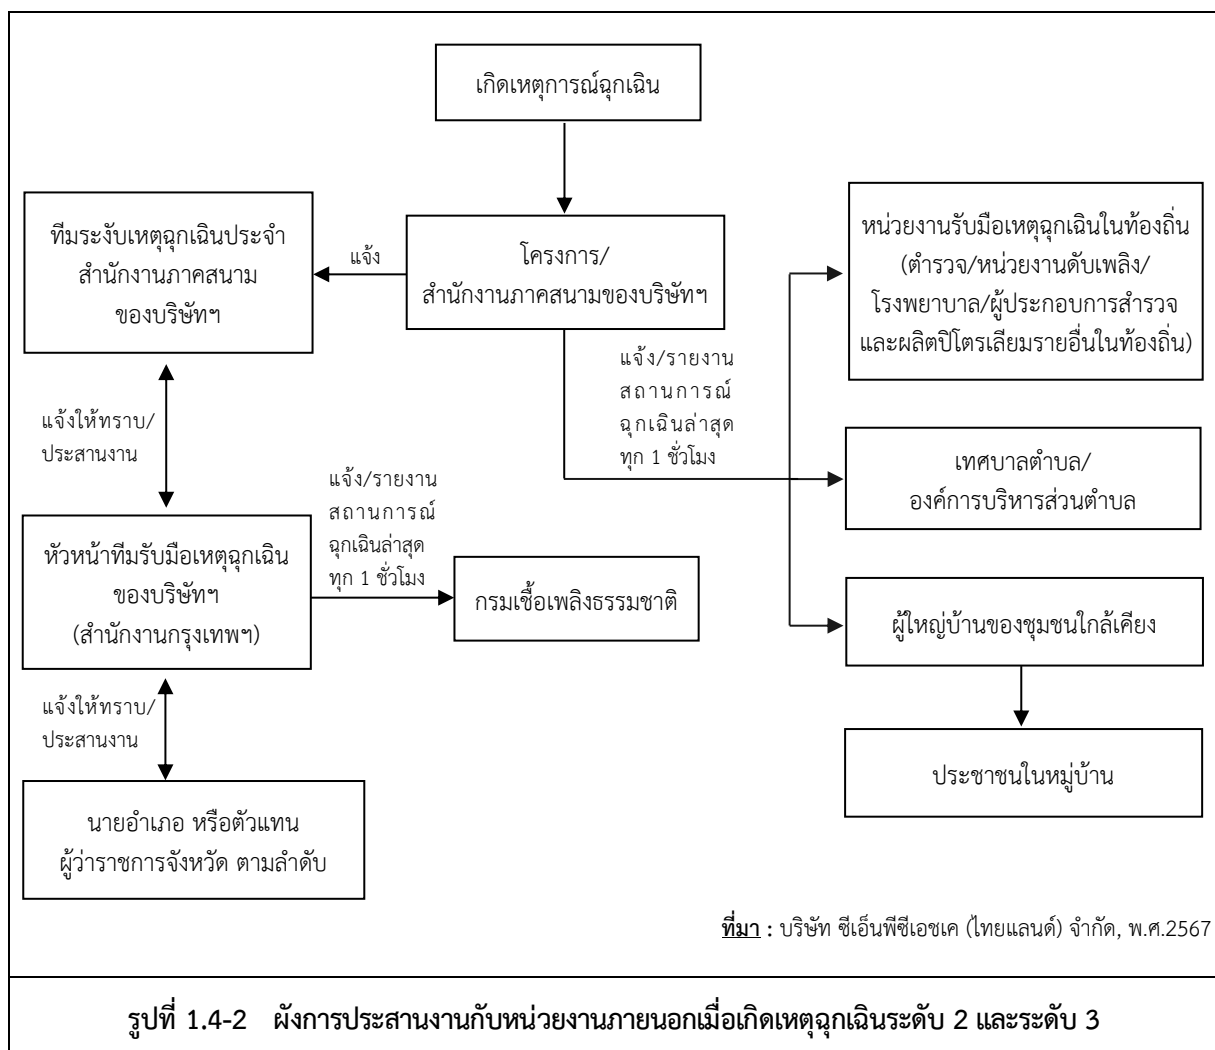 เกิดเหตุการณ์ฉุกเฉิน
ทีมระงับเหตุฉุกเฉินประจำ
สำนักงานภาคสนาม
ของบริษัทฯ
แจ้ง
โครงการ/
สำนักงานภาคสนามของบริษัทฯ
หน่วยงานรับมือเหตุฉุกเฉินในท้องถิ่น
(ตำรวจ/หน่วยงานดับเพลิง/
โรงพยาบาล/ผู้ประกอบการสำรวจ
และผลิตปิโตรเลียมรายอื่นในท้องถิ่น)
แจ้ง/รายงาน
สถานการณ์
ฉุกเฉินล่าสุด
ทุก 1 ชั่วโมง
แจ้งให้ทราบ/
ประสานงาน
เทศบาลตำบล/
องค์การบริหารส่วนตำบล
แจ้ง/รายงาน
สถานการณ์
ฉุกเฉินล่าสุด
ทุก 1 ชั่วโมง
หัวหน้าทีมรับมือเหตุฉุกเฉิน
ของบริษัทฯ
(สำนักงานกรุงเทพฯ)
กรมเชื้อเพลิงธรรมชาติ
ผู้ใหญ่บ้านของชุมชนใกล้เคียง
แจ้งให้ทราบ/
ประสานงาน
ประชาชนในหมู่บ้าน
นายอำเภอ หรือตัวแทน
ผู้ว่าราชการจังหวัด ตามลำดับ
ที่มา : บริษัท ซีเอ็นพีซีเอชเค (ไทยแลนด์) จำกัด, พ.ศ.2567
รูปที่ 1.4-2 ผังการประสานงานกับหน่วยงานภายนอกเมื่อเกิดเหตุฉุกเฉินระดับ 2 และระดับ 3